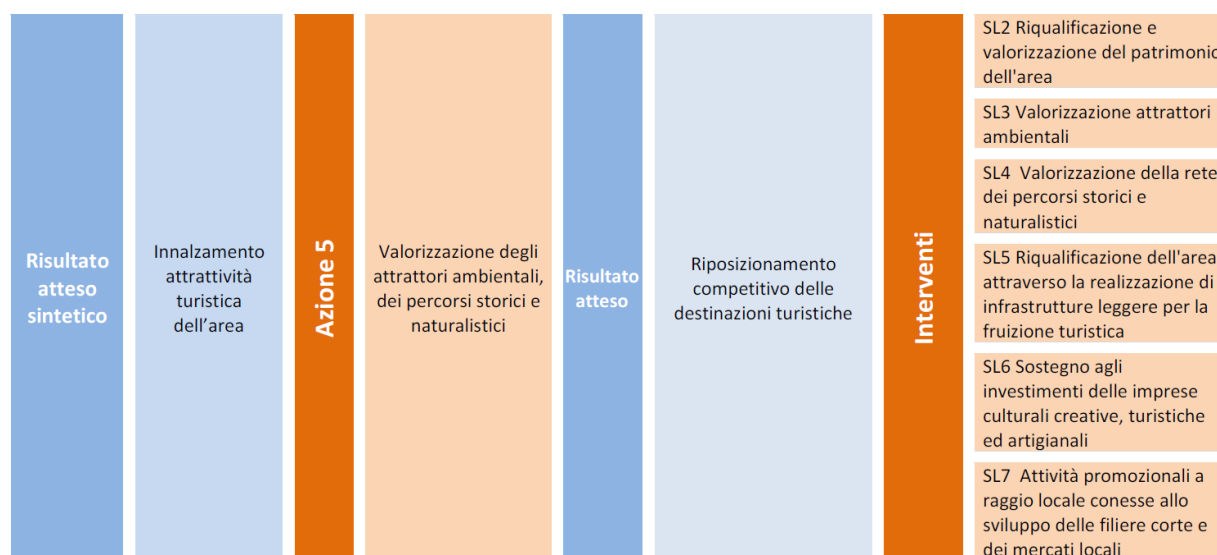 Risultato
atteso
sintetico
Innalzamento
attrattività
turistica
dell’area
Azione 5
Valorizzazione degli
attrattori ambientali,
dei percorsi storici e
naturalistici
Risultato
atteso
Riposizionamento
competitivo delle
destinazioni turistiche
Interventi
SL2 Riqualificazione e
valorizzazione del patrimonio
dell'area
SL3 Valorizzazione attrattori
ambientali
SL4 Valorizzazione della rete
dei percorsi storici e
naturalistici
SL5 Riqualificazione dell'area
attraverso la realizzazione di
infrastrutture leggere per la
fruizione turistica
SL6 Sostegno agli
investimenti delle imprese
culturali creative, turistiche
ed artigianali
SL7 Attività promozionali a
raggio locale conesse allo
sviluppo delle filiere corte e
dei mercati locali